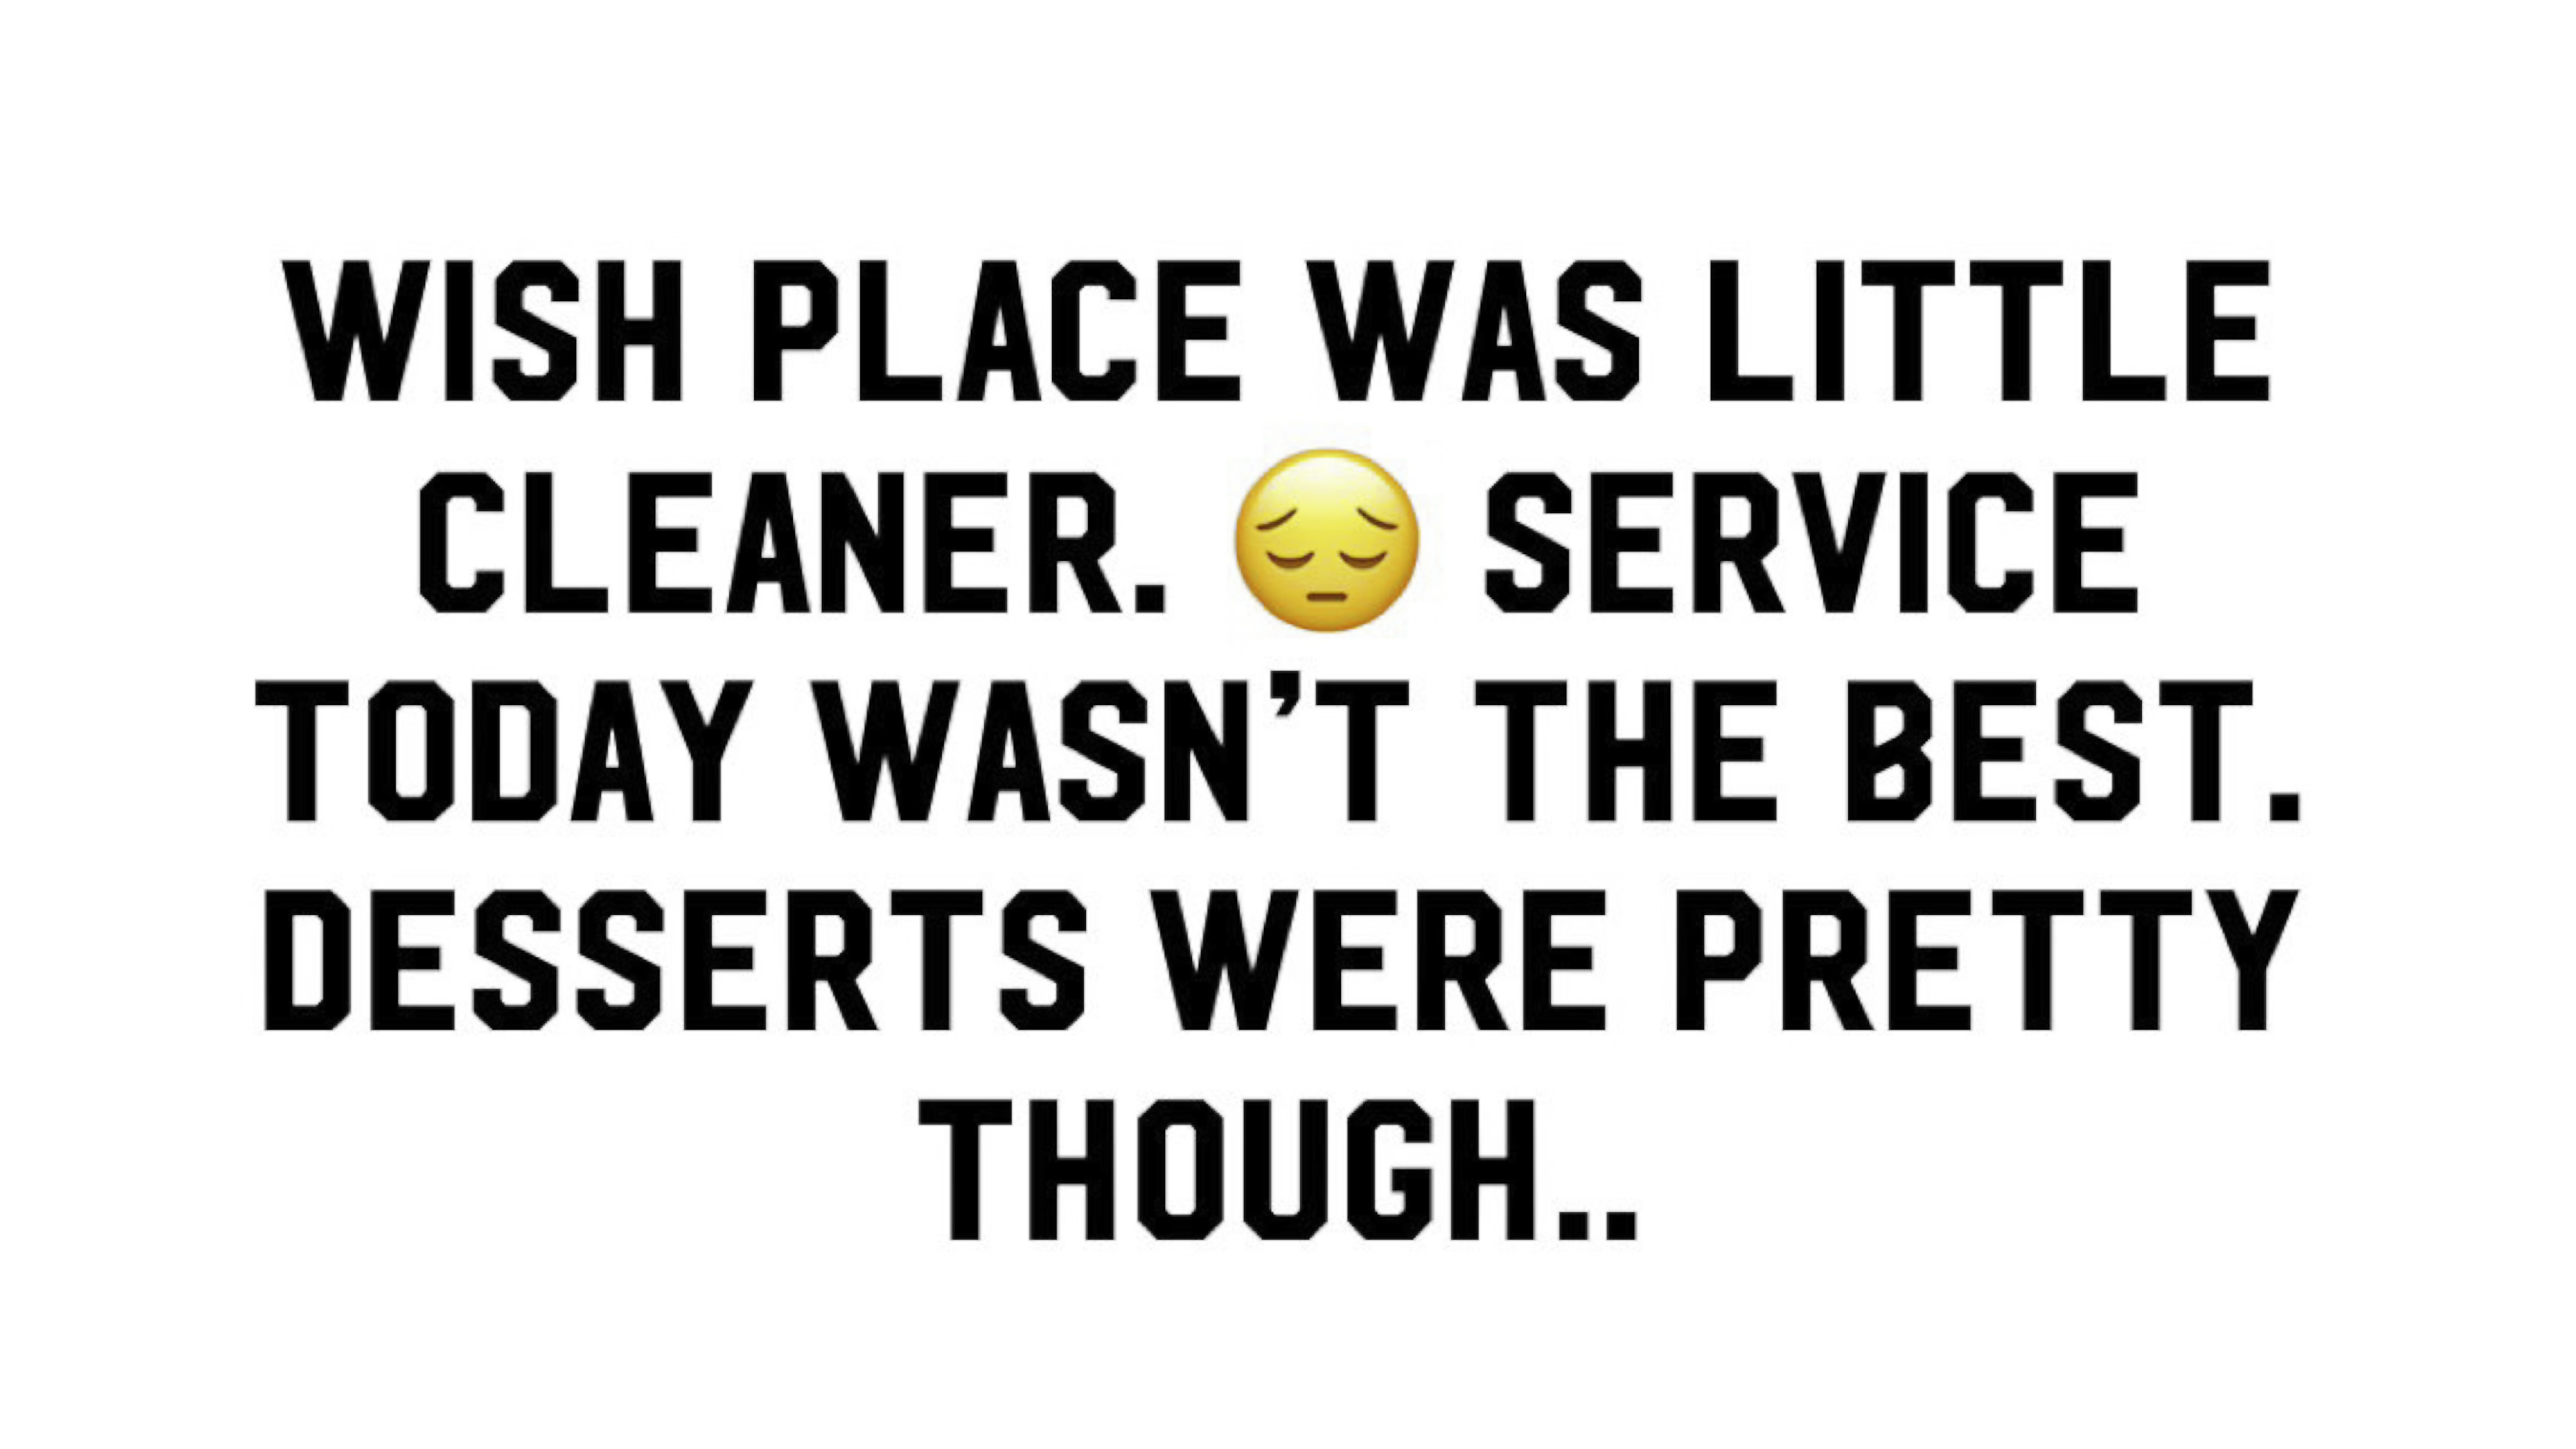 WISH PLACE WAS LITTLE
CLEANER. 😔 SERVICE
TODAY WASN’T THE BEST.
DESSERTS WERE PRETTY
THOUGH..